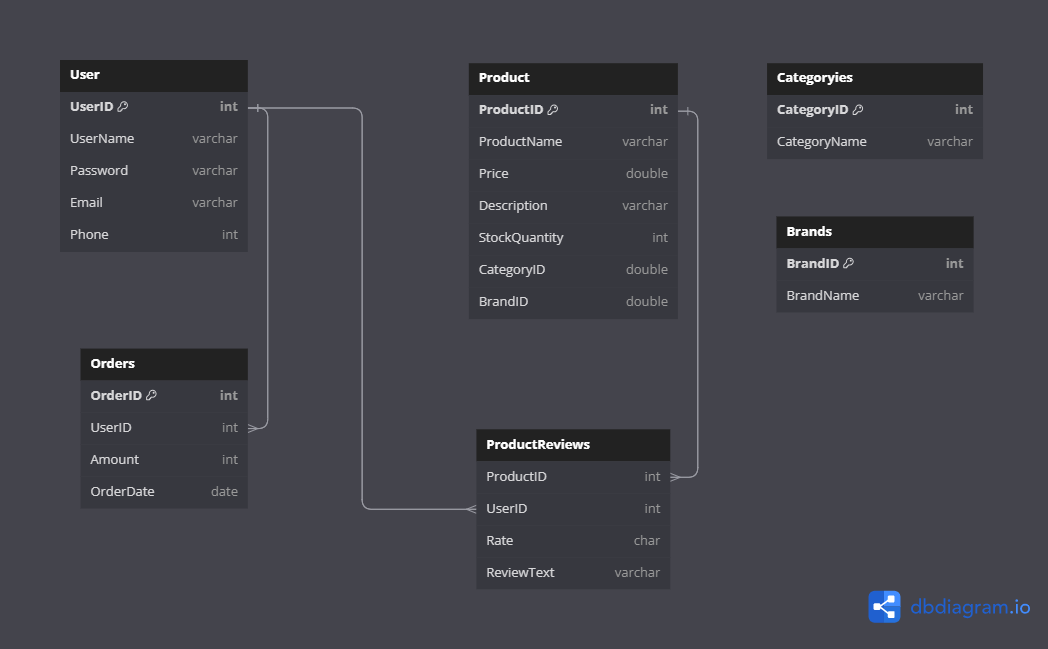 User
UserID int
UserName varchar
Password varchar
Email varchar
Phone int
Orders
OrderID int
UserID int
Amount int
OrderDate date
Product
ProductID int
ProductName varchar
Price double
Description varchar
StockQuantity int
CategoryID double
BrandID double
ProductReviews
ProductID int
UserID int
Rate char
ReviewText varchar
Categoryies
CategoryID int
CategoryName varchar
Brands
BrandID int
BrandName varchar
dbdiagram.io